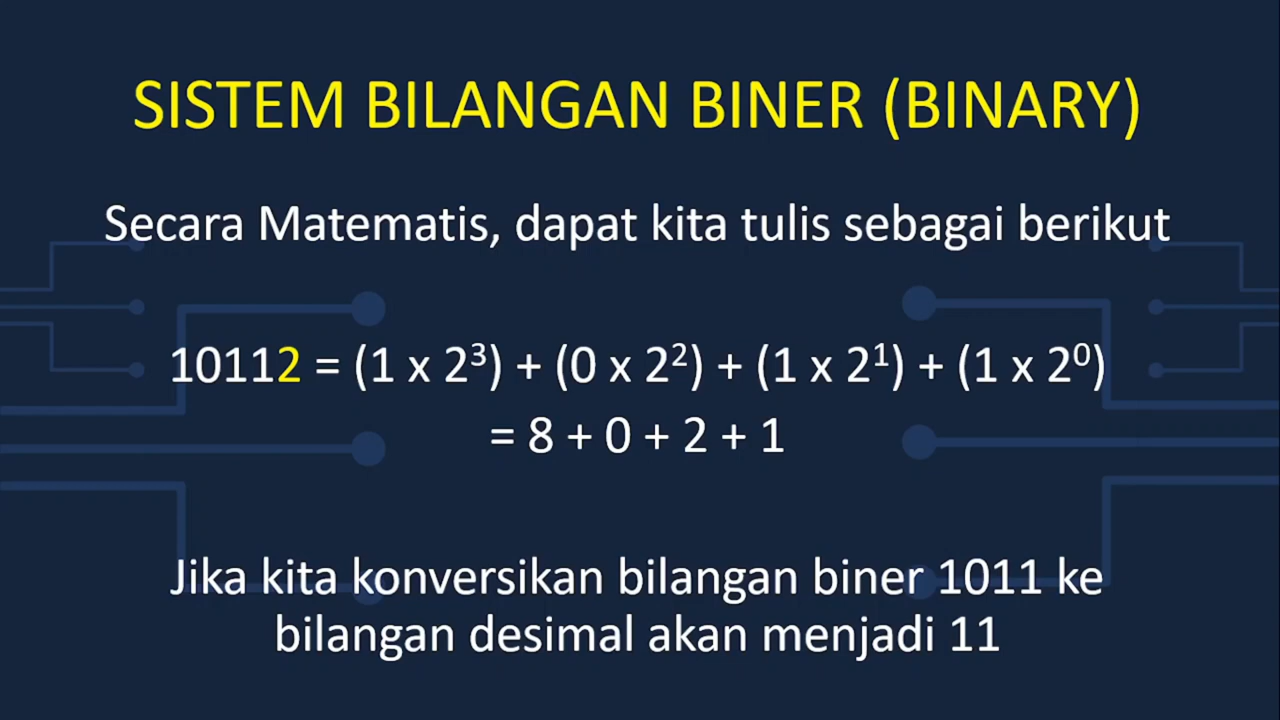 SISTEM BILANGAN BINER (BINARY)
Secara Matematis, dapat kita tulis sebagai berikut
10112 = (1 x 2³) + (0 x 2²) + (1 x 2¹) + (1 x 2⁰)
= 8 + 0 + 2 + 1
Jika kita konversikan bilangan biner 1011 ke
bilangan desimal akan menjadi 11